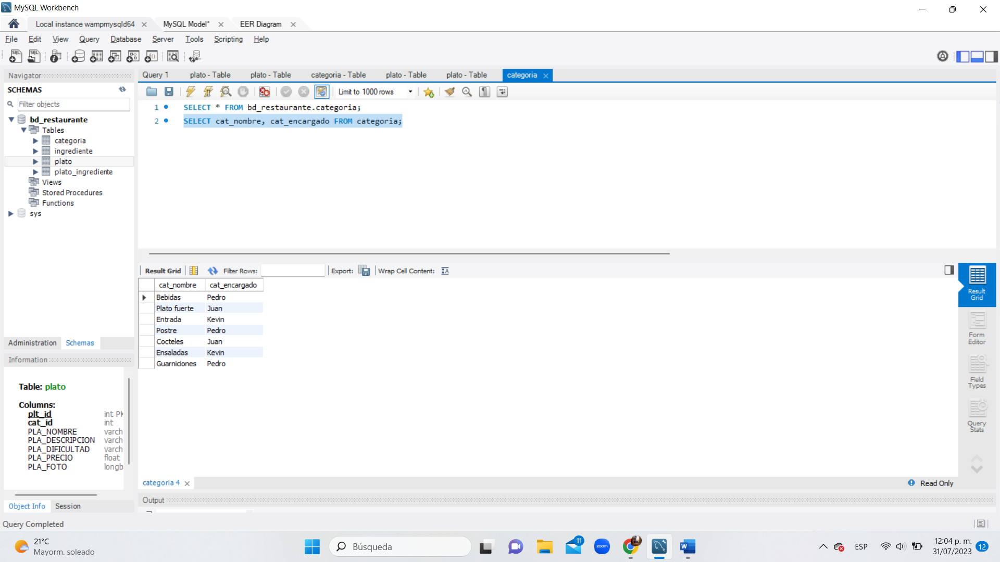 MySQL Workbench
Local instance wampmysqld64
MySQL Model*
EER Diagram
File Edit View Query Database Server Tools Scripting Help
Navigator
SCHEMAS
Filter objects
bd_restaurante
Tables
categoria
ingrediente
plato
plato_ingrediente
Views
Stored Procedures
Functions
sys
Administration Schemas
Information
Table: plato
Columns:
plt_id int PK
cat_id int
PLA_NOMBRE varch
PLA_DESCRIPCION varch
PLA_DIFICULTAD varch
PLA_PRECIO float
PLA_FOTO longb
Object Info Session
Query 1 plato - Table plato - Table categoria - Table plato - Table plato - Table categoria
Limit to 1000 rows
1 SELECT * FROM bd_restaurante.categoria;
2 SELECT cat_nombre, cat_encargado FROM categoria;
Result Grid Filter Rows: Export: Wrap Cell Content:
cat_nombre cat_encargado
Bebidas Pedro
Plato fuerte Juan
Entrada Kevin
Postre Pedro
Cocteles Juan
Ensaladas Kevin
Guarniciones Pedro
Result
Grid
Form
Editor
Field
Types
Query
Stats
categoria 4
Read Only
Output
Query Completed
21°C
Mayorm. soleado
Búsqueda
11
zoom
W
ESP
12:04 p. m.
31/07/2023
12